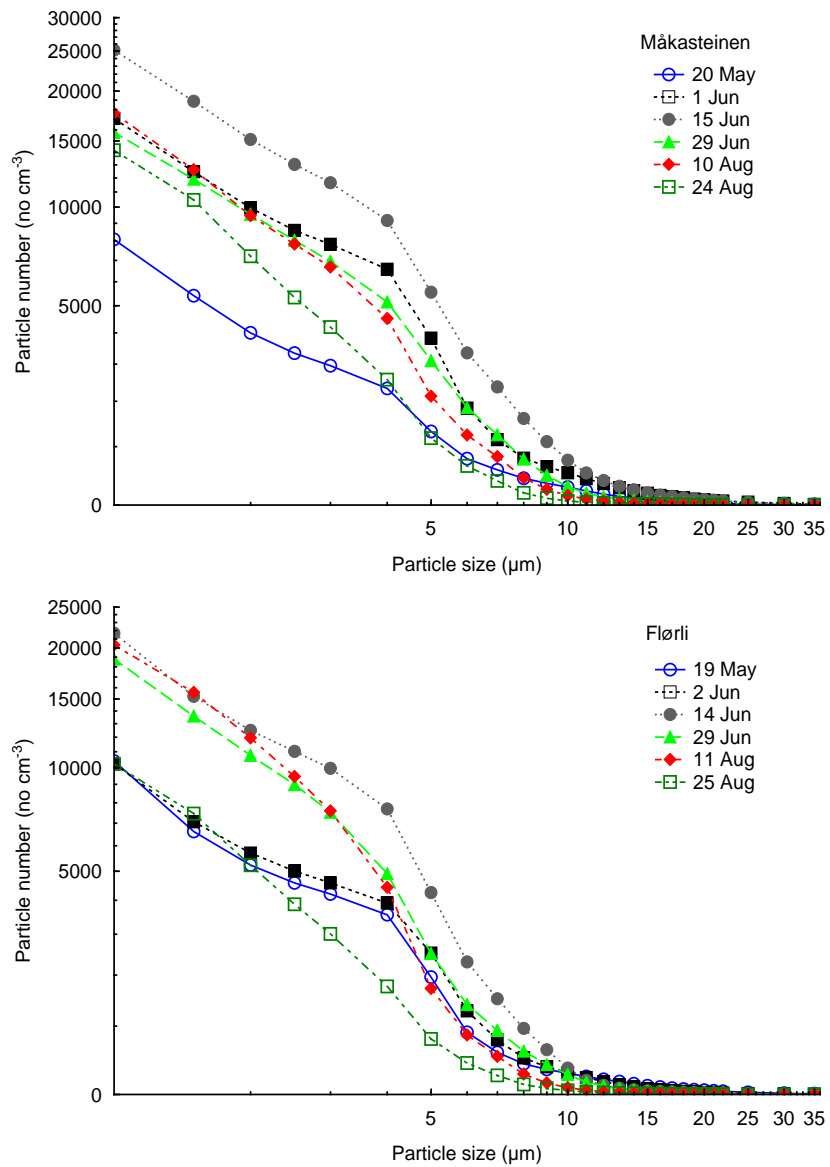 30000
25000
20000
15000
10000
5000
0
Particle number (no cm-3)
Måkasteinen
20 May
1 Jun
15 Jun
29 Jun
10 Aug
24 Aug
5 10 15 20 25 30 35
Particle size (µm)
25000
20000
15000
10000
5000
0
Particle number (no cm-3)
Flørli
19 May
2 Jun
14 Jun
29 Jun
11 Aug
25 Aug
5 10 15 20 25 30 35
Particle size (µm)